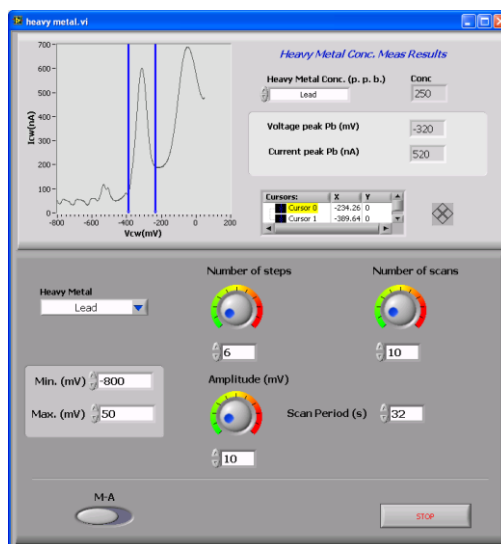 heavy metal.vi
Heavy Metal Conc. Meas Results
Heavy Metal Conc. (p. p. b.) Conc
Lead 250
Voltage peak Pb (mV) -320
Current peak Pb (nA) 520
Cursors: X Y
Cursor 0 -234.26 0
Cursor 1 -389.64 0
Icw(nA)
700
600
500
400
300
200
100
0
-800 -600 -400 -200 0 200
Vcw(mV)
Number of steps Number of scans
Heavy Metal
Lead
6 10
Min. (mV) -800
Amplitude (mV)
Max. (mV) 50
Scan Period (s) 32
10
M-A
STOP